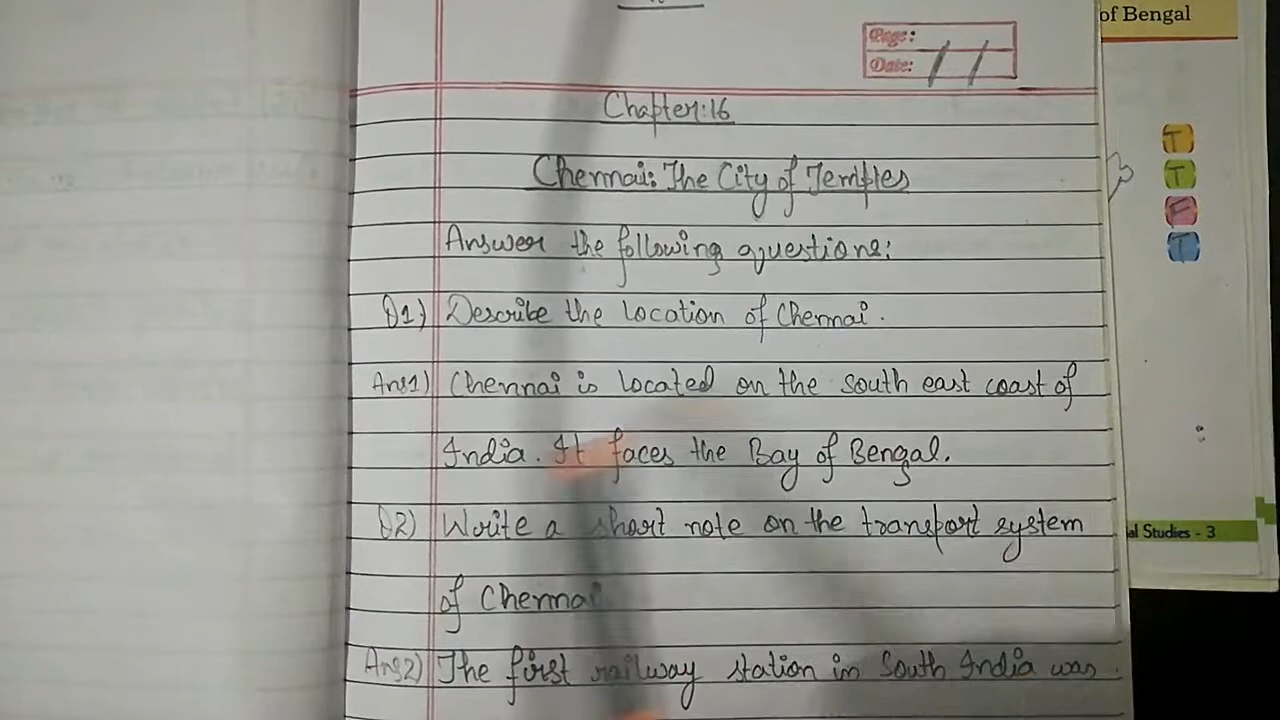 of Bengal
Page:
Date: / /
Chapter:16
Chennai: The City of Temples
Answer the following questions:
Q1) Describe the location of Chennai.
Ans1) Chennai is located on the south east coast of
India. It faces the Bay of Bengal.
Q2) Write a short note on the transport system
of Chennai
Ans2) The first railway station in South India was
T
T
F
T
al Studies - 3